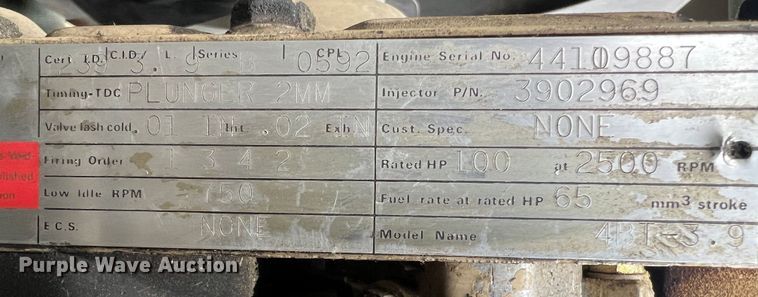 Cert I.D. C.I.D./ L. Series CPL
239 3.9 B 0592
Timing-TDC PLUNGER 2MM
Valve lash cold .01 IN Int. .02 Exh. IN
Firing Order 1 3 4 2
Low Idle RPM 750
E.C.S. NONE
Engine Serial No. 44109887
Injector P/N. 3902969
Cust. Spec. NONE
Rated HP 100 at 2500 RPM
Fuel rate at rated HP 65 mm³ stroke
Model Name 4BT-3.9
Purple Wave Auction